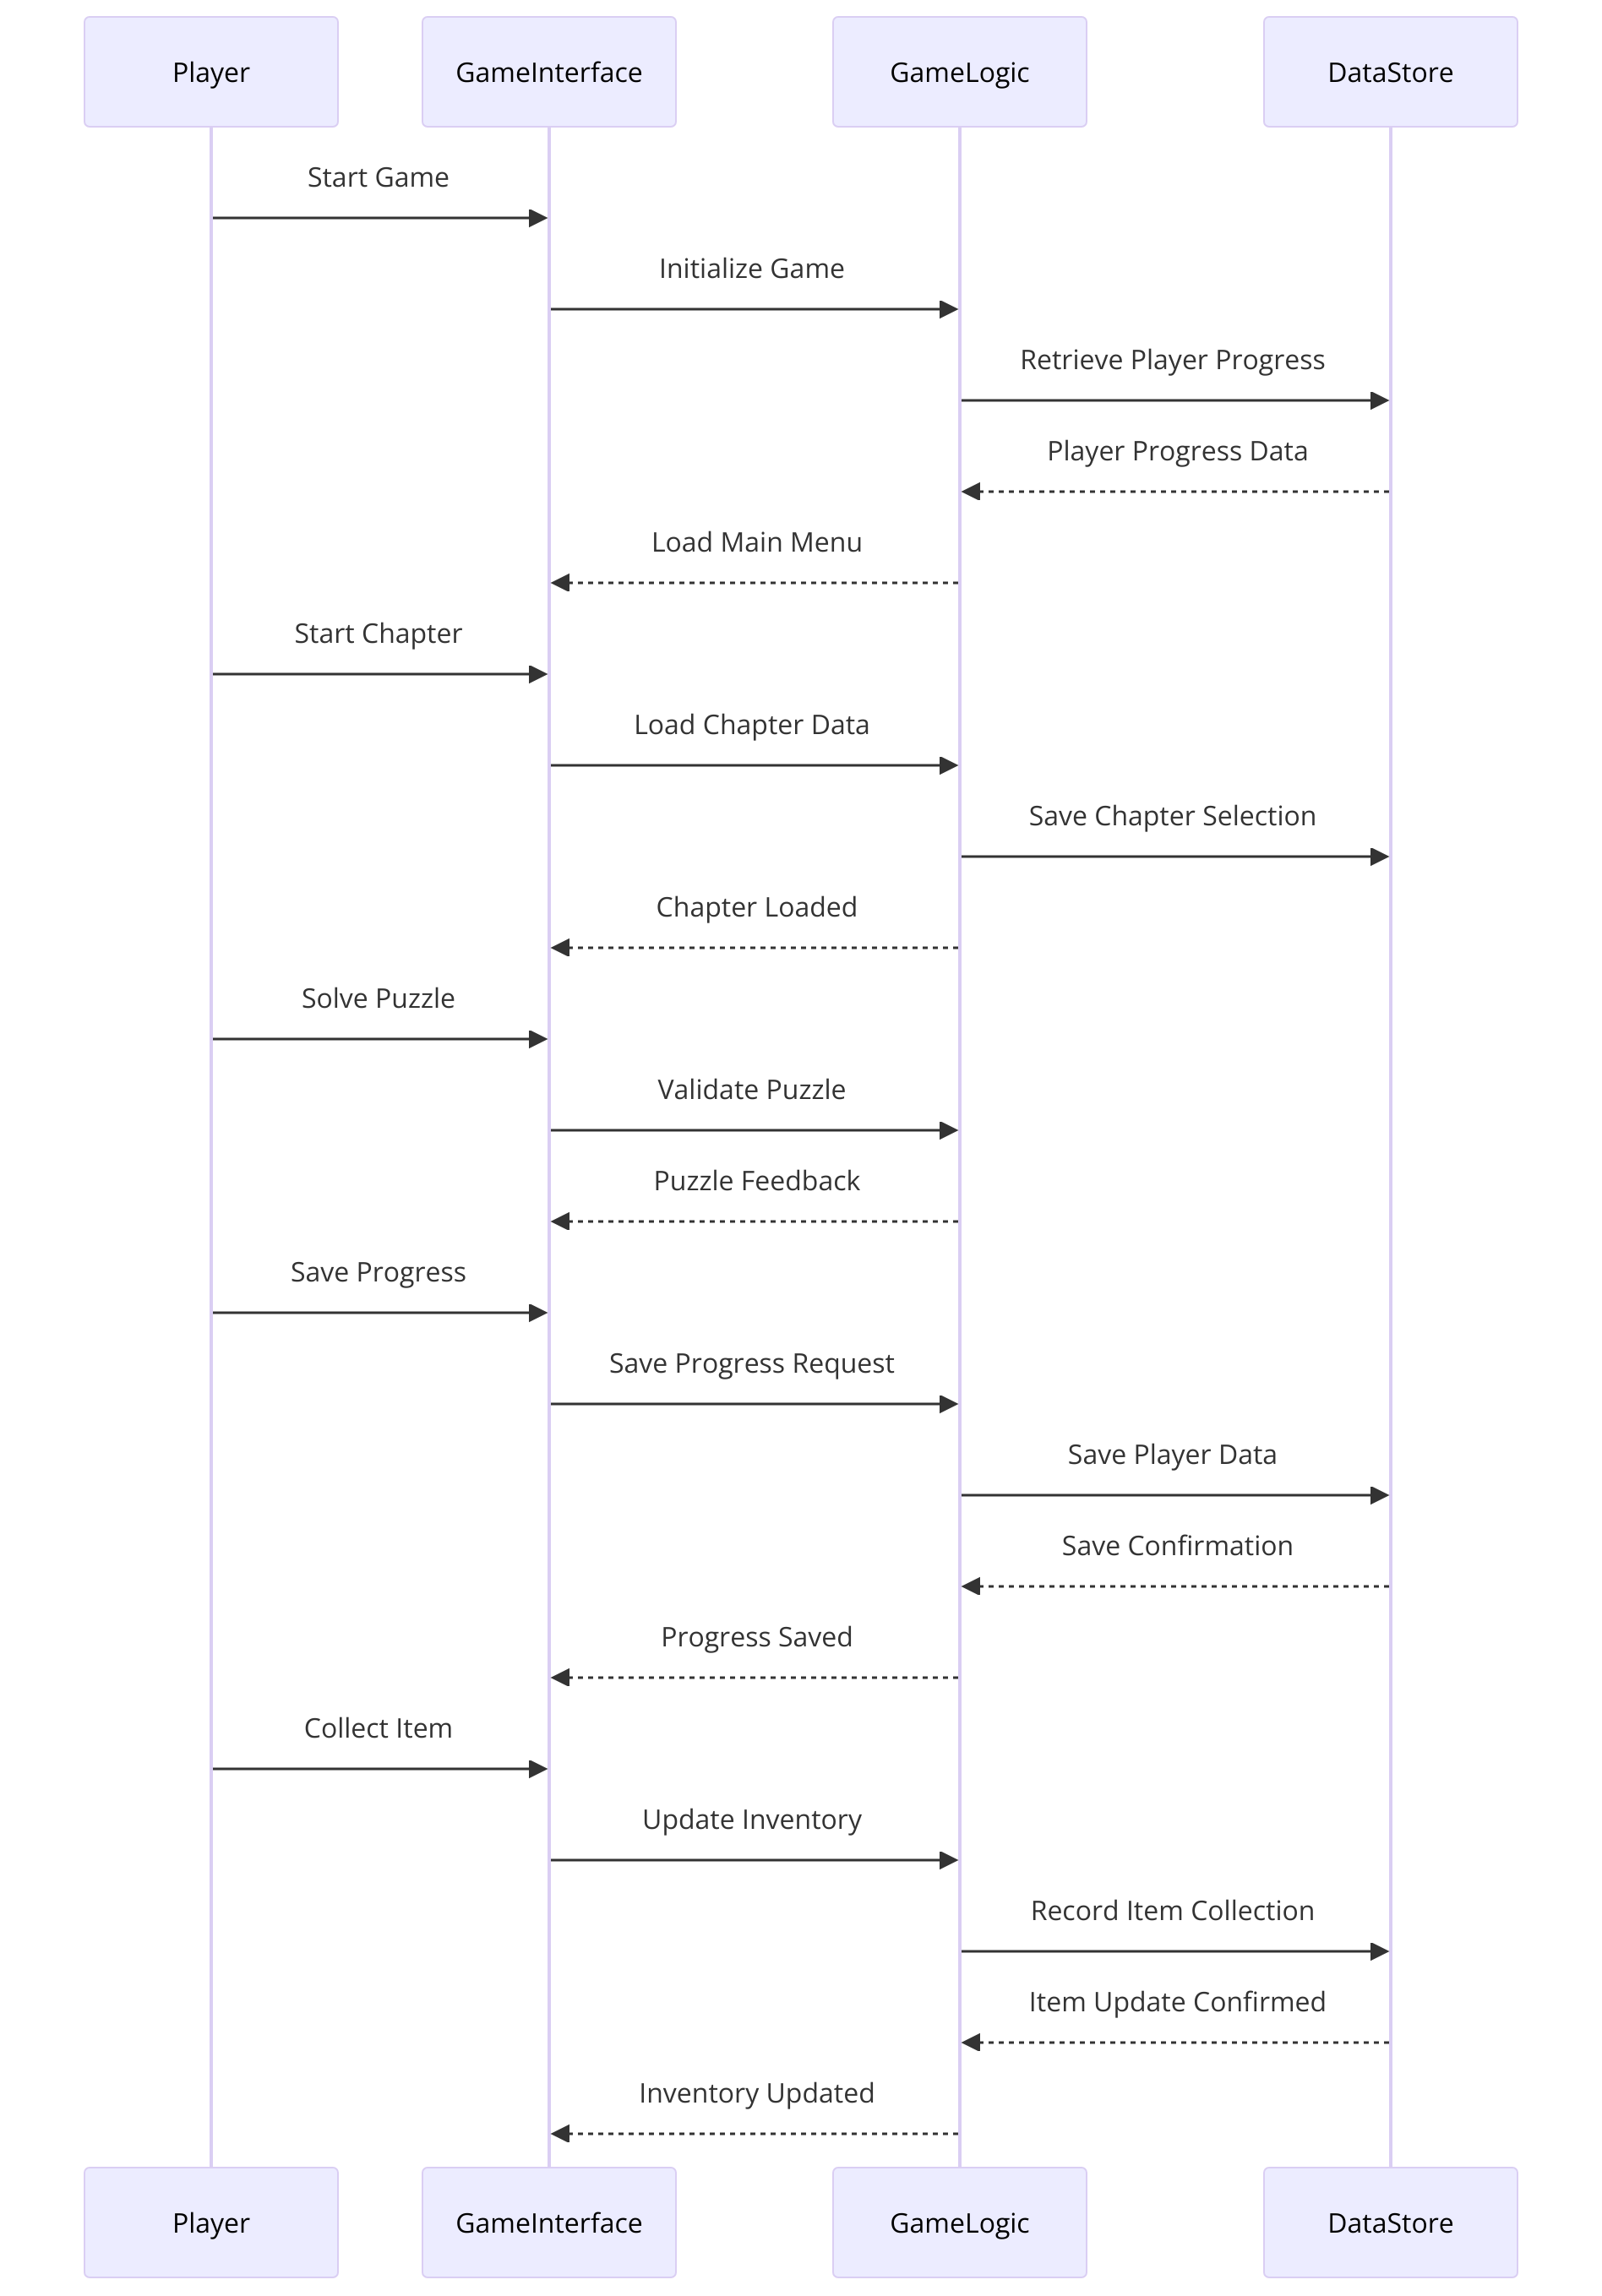 Player
GameInterface
GameLogic
DataStore
Start Game
Initialize Game
Retrieve Player Progress
Player Progress Data
Load Main Menu
Start Chapter
Load Chapter Data
Save Chapter Selection
Chapter Loaded
Solve Puzzle
Validate Puzzle
Puzzle Feedback
Save Progress
Save Progress Request
Save Player Data
Save Confirmation
Progress Saved
Collect Item
Update Inventory
Record Item Collection
Item Update Confirmed
Inventory Updated
Player
GameInterface
GameLogic
DataStore